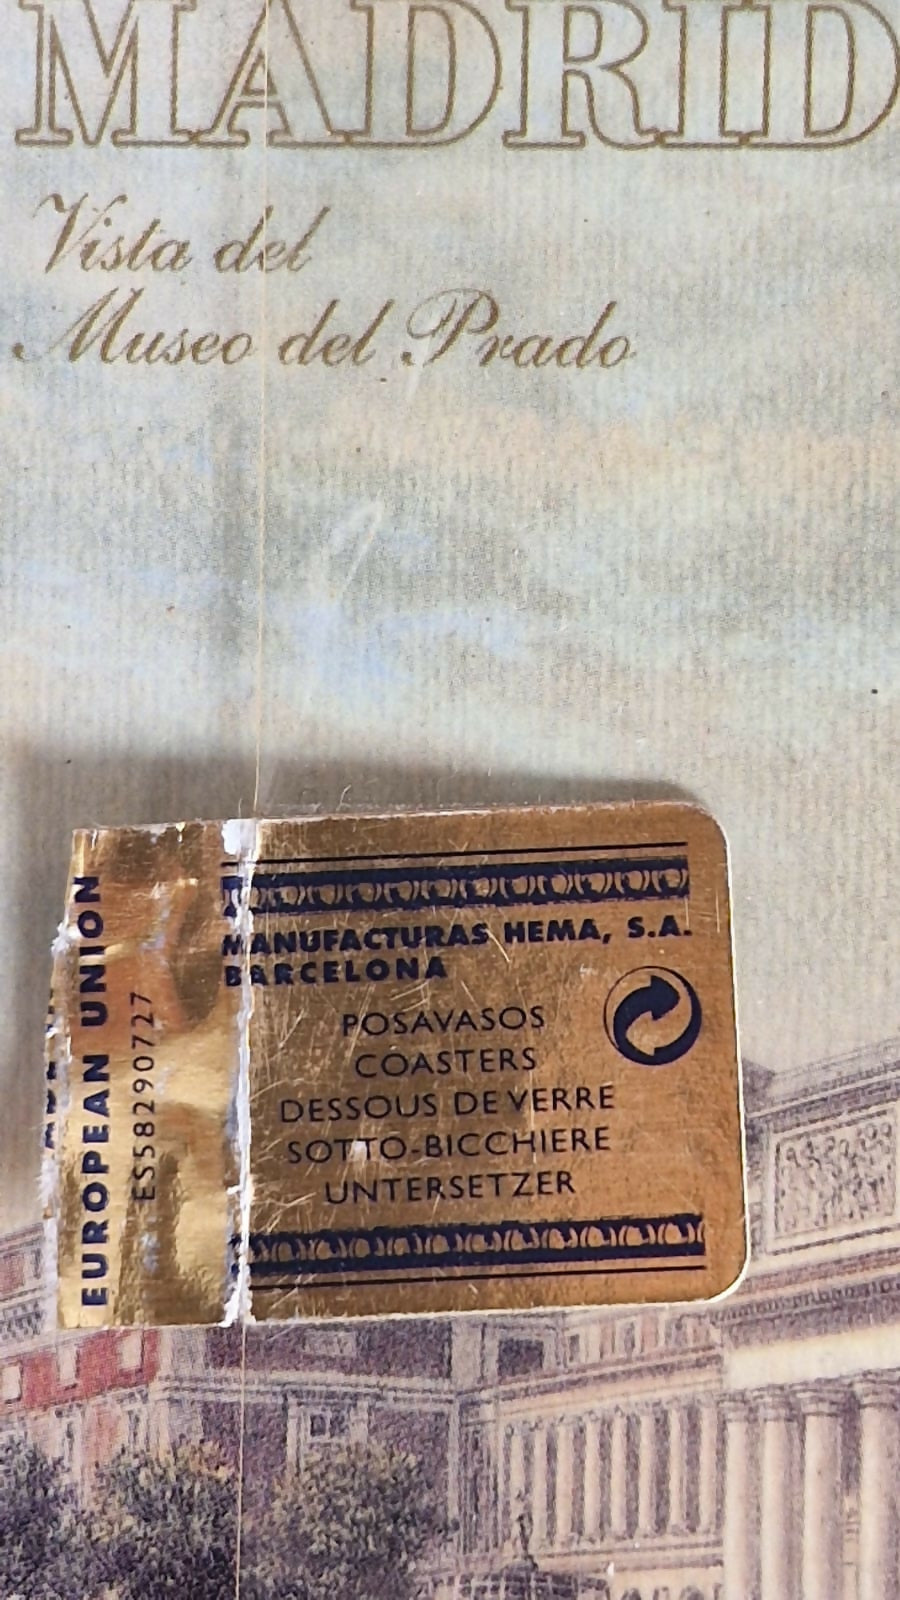 MADRID
Vista del
Museo del Prado
MANUFACTURAS HEMA, S.A.
BARCELONA
POSAVASOS
COASTERS
DESSOUS DE VERRE
SOTTO-BICCHIERE
UNTERSETZER
EUROPEAN UNION
ES58290727